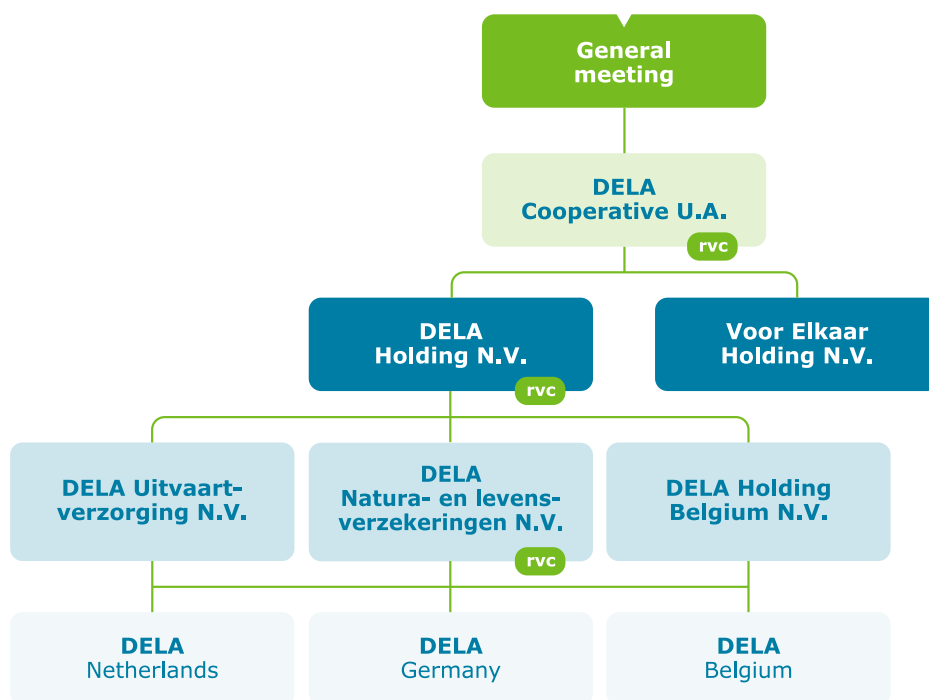 General
meeting
DELA
Cooperative U.A.
rvc
DELA
Holding N.V.
rvc
Voor Elkaar
Holding N.V.
DELA Uitvaart-
verzorging N.V.
DELA
Natura- en levens-
verzekeringen N.V.
rvc
DELA Holding
Belgium N.V.
DELA
Netherlands
DELA
Germany
DELA
Belgium